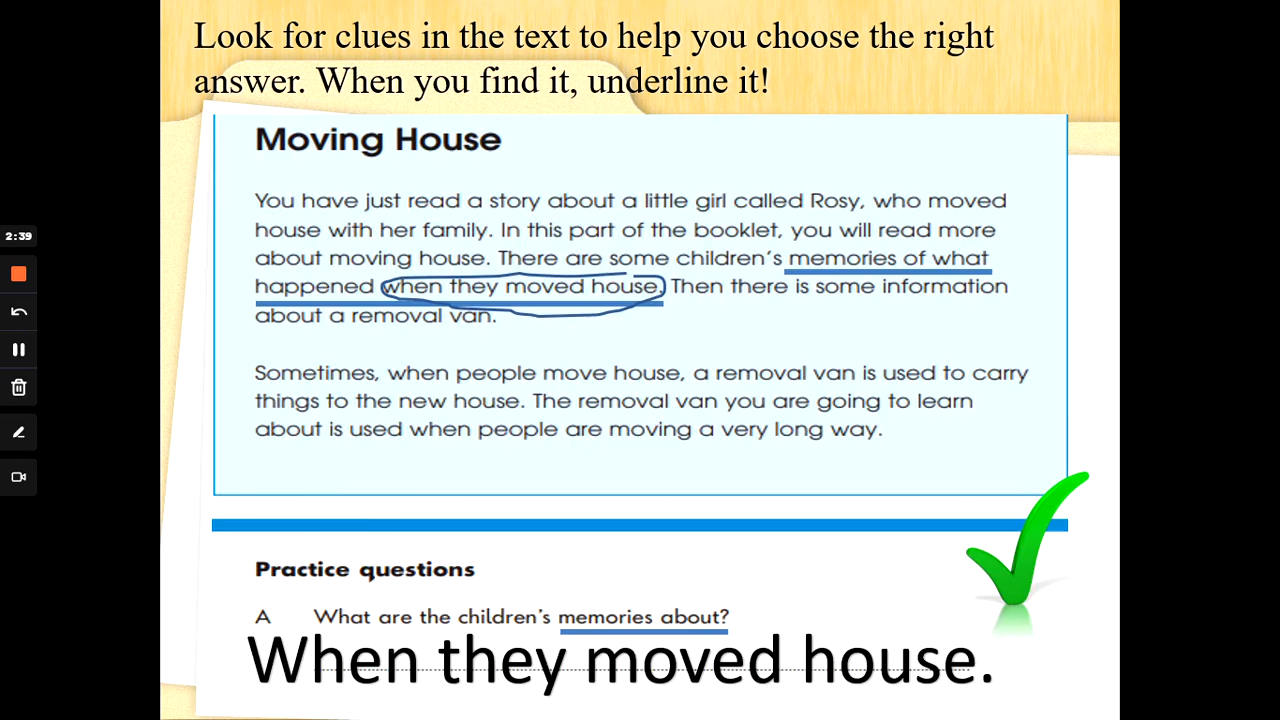 Look for clues in the text to help you choose the right
answer. When you find it, underline it!
Moving House
You have just read a story about a little girl called Rosy, who moved
house with her family. In this part of the booklet, you will read more
about moving house. There are some children's memories of what
happened when they moved house. Then there is some information
about a removal van.
Sometimes, when people move house, a removal van is used to carry
things to the new house. The removal van you are going to learn
about is used when people are moving a very long way.
2:39
Practice questions
A What are the children's memories about?
When they moved house.